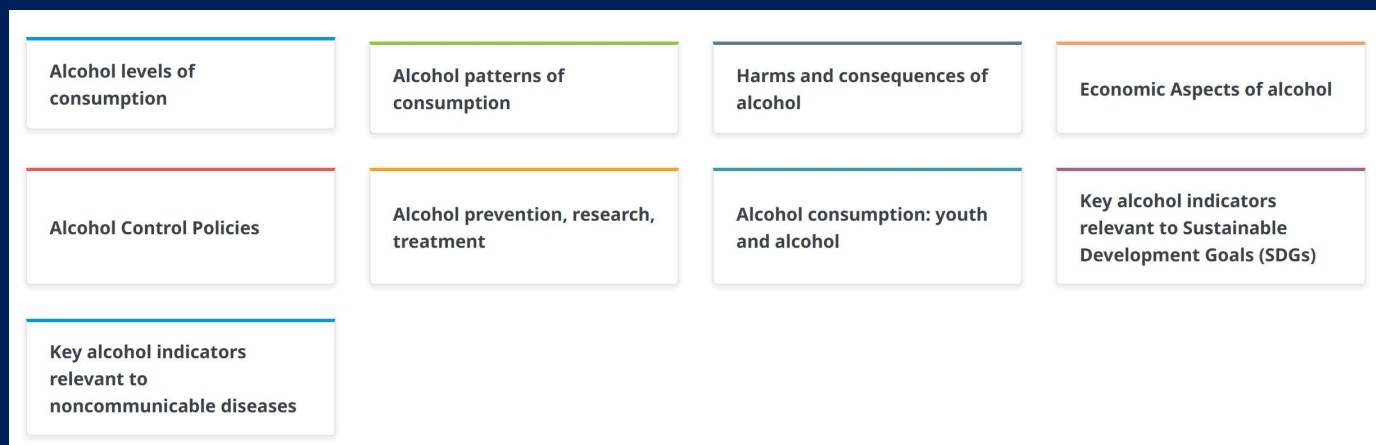 Alcohol levels of
consumption
Alcohol patterns of
consumption
Harms and consequences of
alcohol
Economic Aspects of alcohol
Alcohol Control Policies
Alcohol prevention, research,
treatment
Alcohol consumption: youth
and alcohol
Key alcohol indicators
relevant to Sustainable
Development Goals (SDGs)
Key alcohol indicators
relevant to
noncommunicable diseases